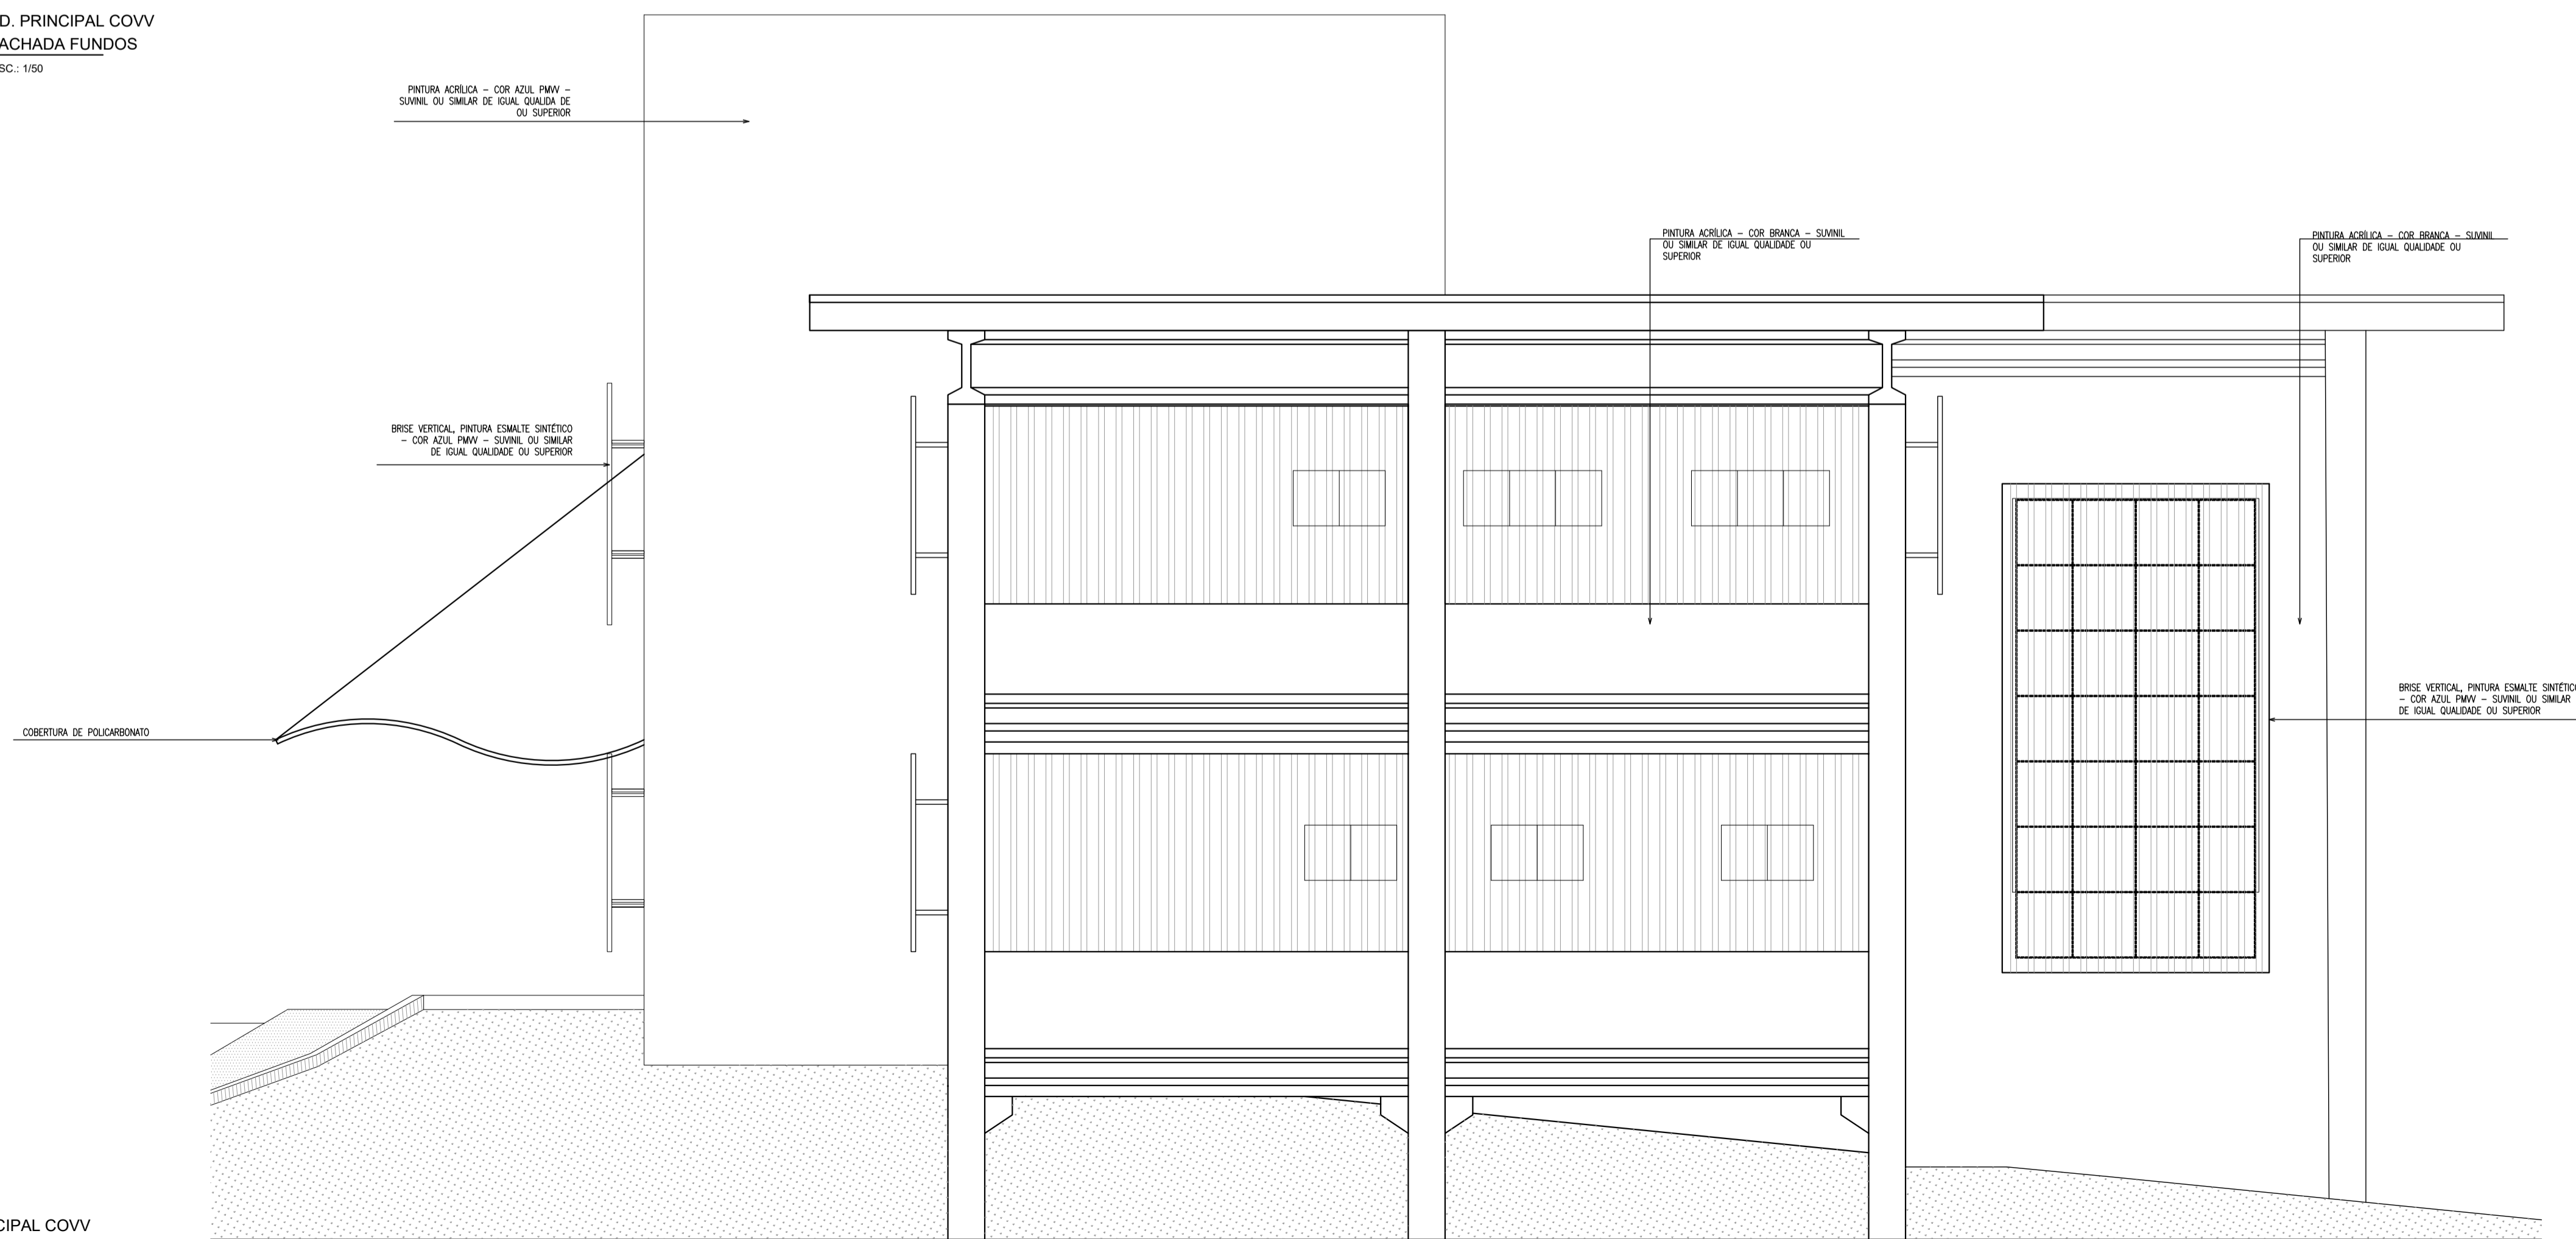 D. PRINCIPAL COVV
ACHADA FUNDOS
SC.: 1/50
PINTURA ACRÍLICA – COR AZUL PMVV –
SUVINIL OU SIMILAR DE IGUAL QUALIDA DE
OU SUPERIOR
PINTURA ACRÍLICA – COR BRANCA – SUVINIL
OU SIMILAR DE IGUAL QUALIDADE OU
SUPERIOR
PINTURA ACRÍLICA – COR BRANCA – SUVINIL
OU SIMILAR DE IGUAL QUALIDADE OU
SUPERIOR
BRISE VERTICAL, PINTURA ESMALTE SINTÉTICO
– COR AZUL PMVV – SUVINIL OU SIMILAR
DE IGUAL QUALIDADE OU SUPERIOR
BRISE VERTICAL, PINTURA ESMALTE SINTÉTICO
– COR AZUL PMVV – SUVINIL OU SIMILAR
DE IGUAL QUALIDADE OU SUPERIOR
COBERTURA DE POLICARBONATO
CIPAL COVV